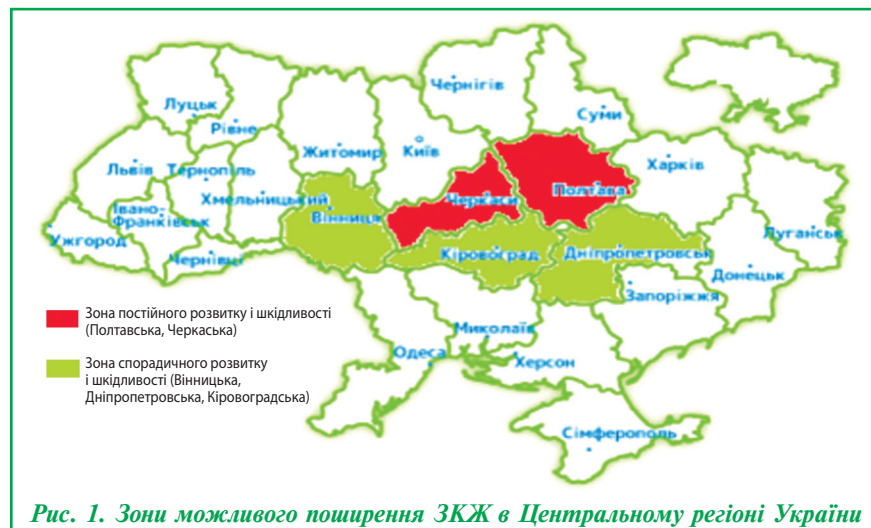 Чернігів
Луцьк
Рівне
Суми
Житомир
Київ
Львів
Тернопіль
Харків
Хмельницький
Черкаси
Полтава
Івано-
Франківськ
Вінниця
Ужгород
Луганськ
Чернівці
Кіровоград
Дніпропетровськ
Донецьк
Запоріжжя
Зона постійного розвитку і шкідливості
(Полтавська, Черкаська)
Миколаїв
Одеса
Херсон
Зона спорадичного розвитку
і шкідливості (Вінницька,
Дніпропетровська, Кіровоградська)
Сімферополь
Рис. 1. Зони можливого поширення ЗКЖ в Центральному регіоні України